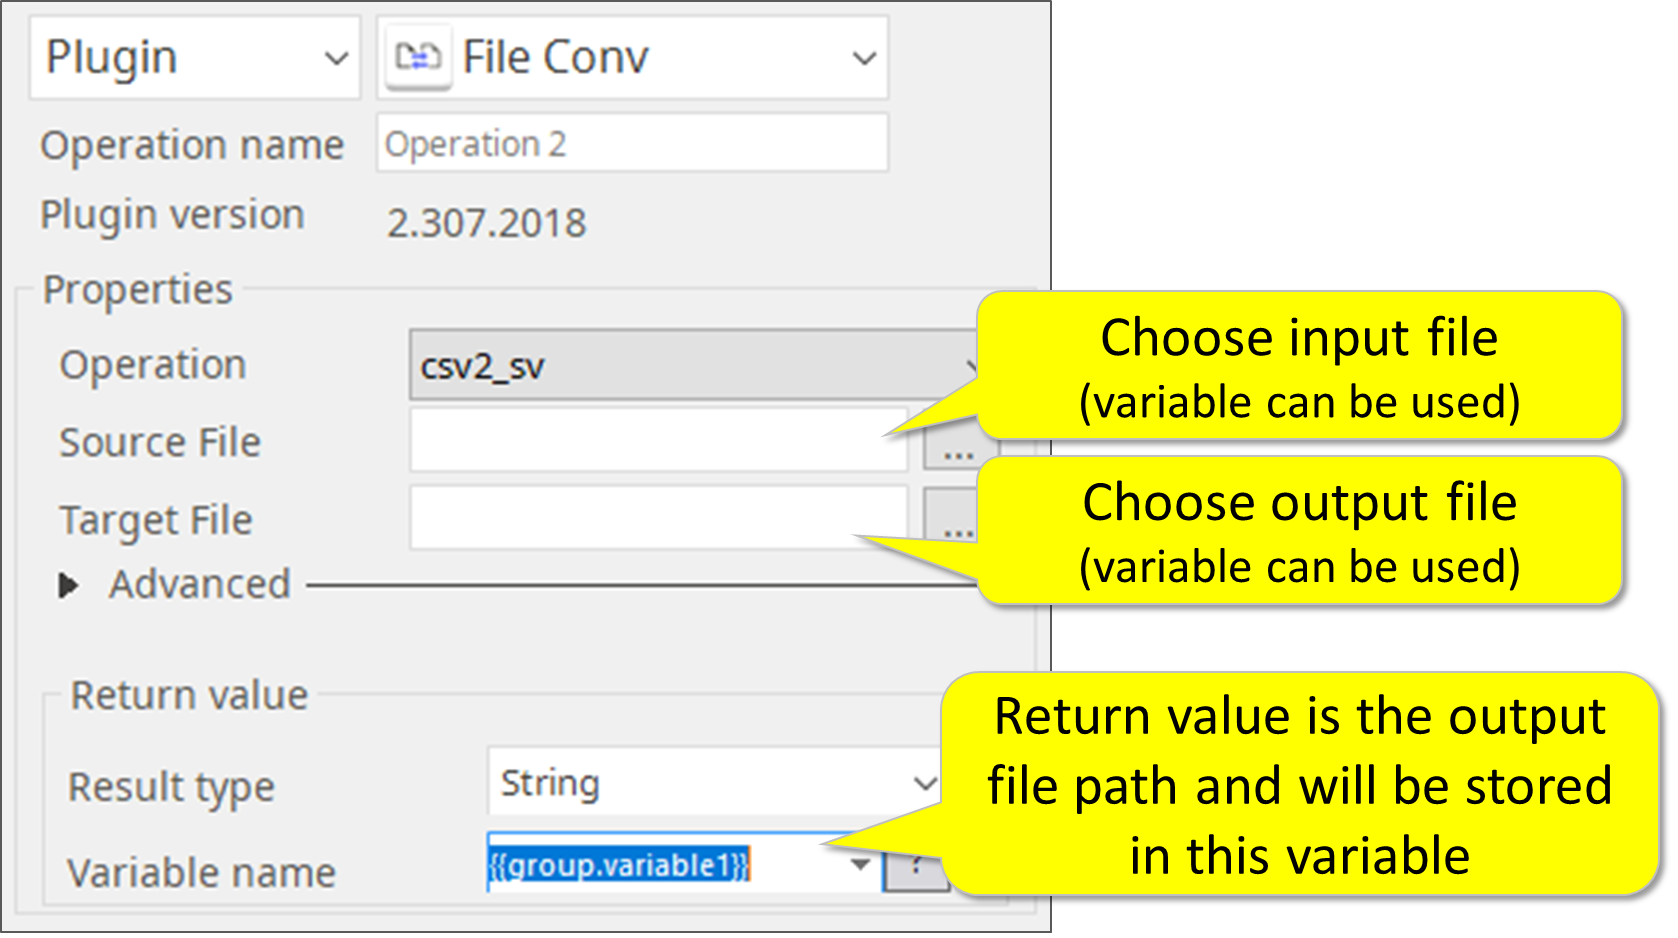 Plugin
File Conv
Operation name
Operation 2
Plugin version
2.307.2018
Properties
Operation
csv2_sv
Choose input file
(variable can be used)
Source File
...
Target File
...
Choose output file
(variable can be used)
Advanced
Return value
Result type
String
Variable name
{{group.variable1}}
?
Return value is the output
file path and will be stored
in this variable